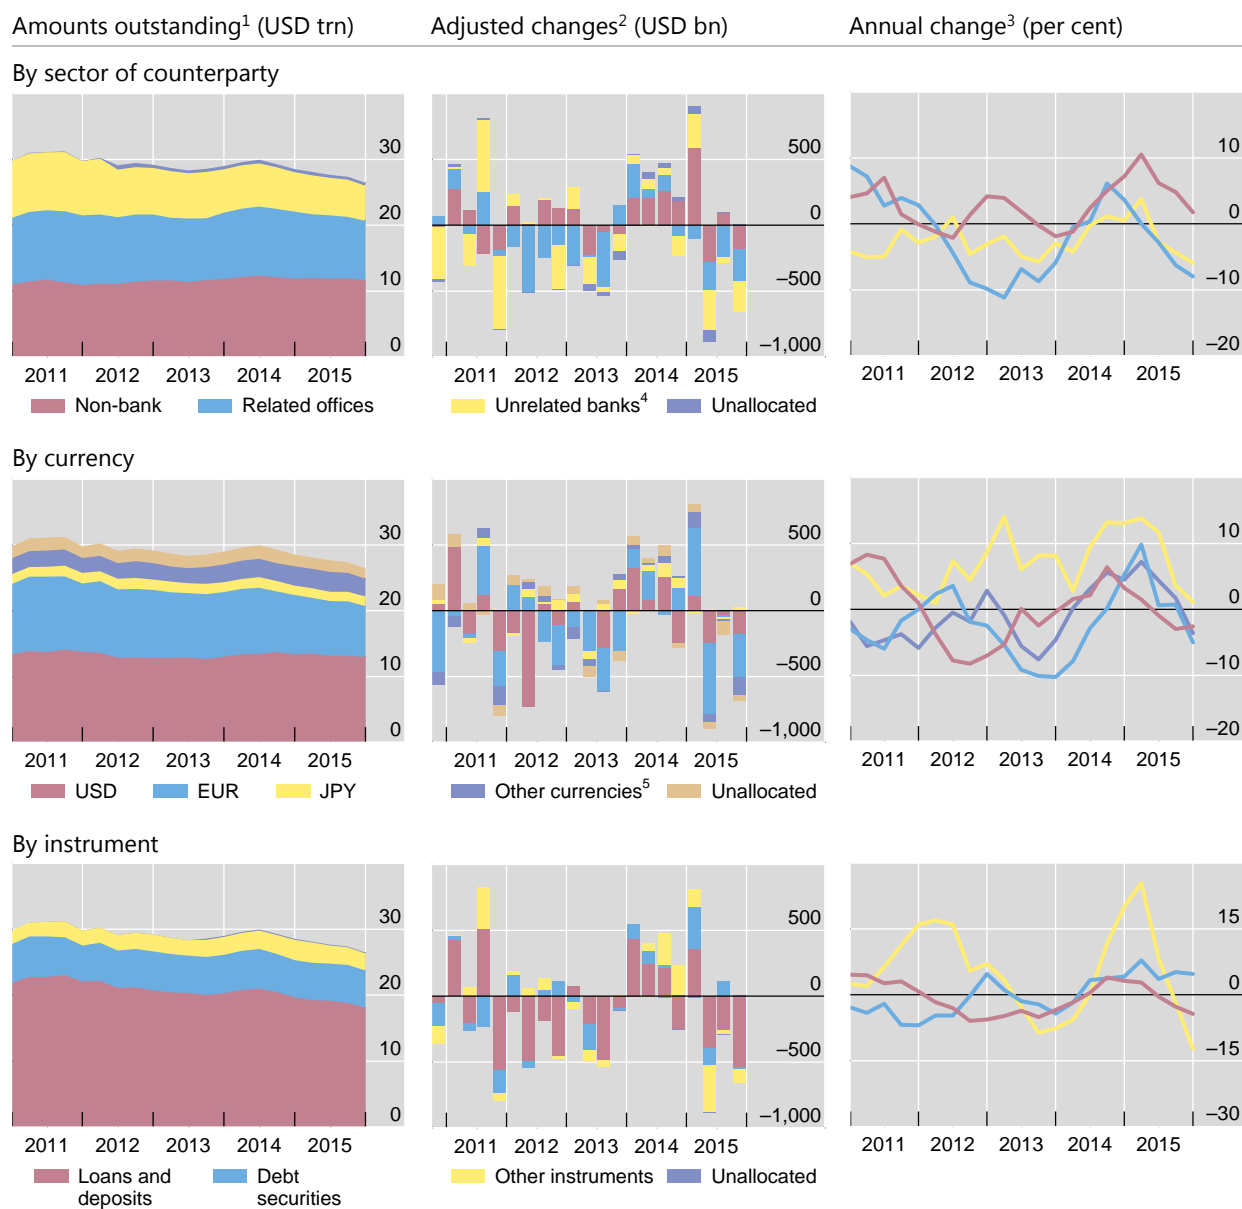 Amounts outstanding¹ (USD trn) Adjusted changes² (USD bn) Annual change³ (per cent)
By sector of counterparty
30
20
10
0
2011 2012 2013 2014 2015
500
0
–500
–1,000
2011 2012 2013 2014 2015
10
0
–10
–20
2011 2012 2013 2014 2015
Non-bank Related offices Unrelated banks⁴ Unallocated
By currency
30
20
10
0
2011 2012 2013 2014 2015
500
0
–500
–1,000
2011 2012 2013 2014 2015
10
0
–10
–20
2011 2012 2013 2014 2015
USD EUR JPY Other currencies⁵ Unallocated
By instrument
30
20
10
0
2011 2012 2013 2014 2015
500
0
–500
–1,000
2011 2012 2013 2014 2015
15
0
–15
–30
2011 2012 2013 2014 2015
Loans and deposits Debt securities Other instruments Unallocated